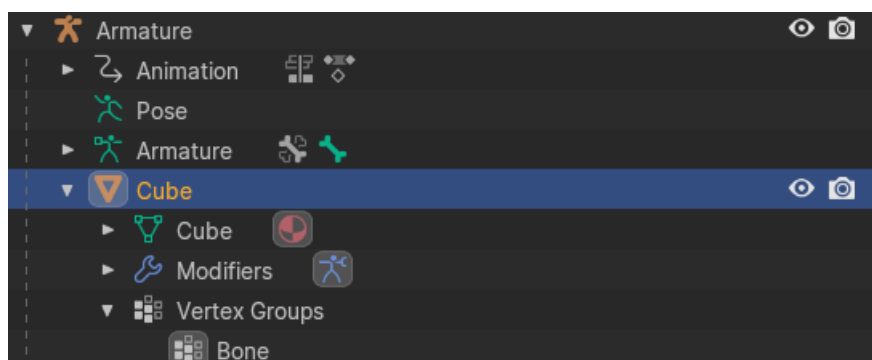 Armature
Animation
Pose
Armature
Cube
Cube
Modifiers
Vertex Groups
Bone